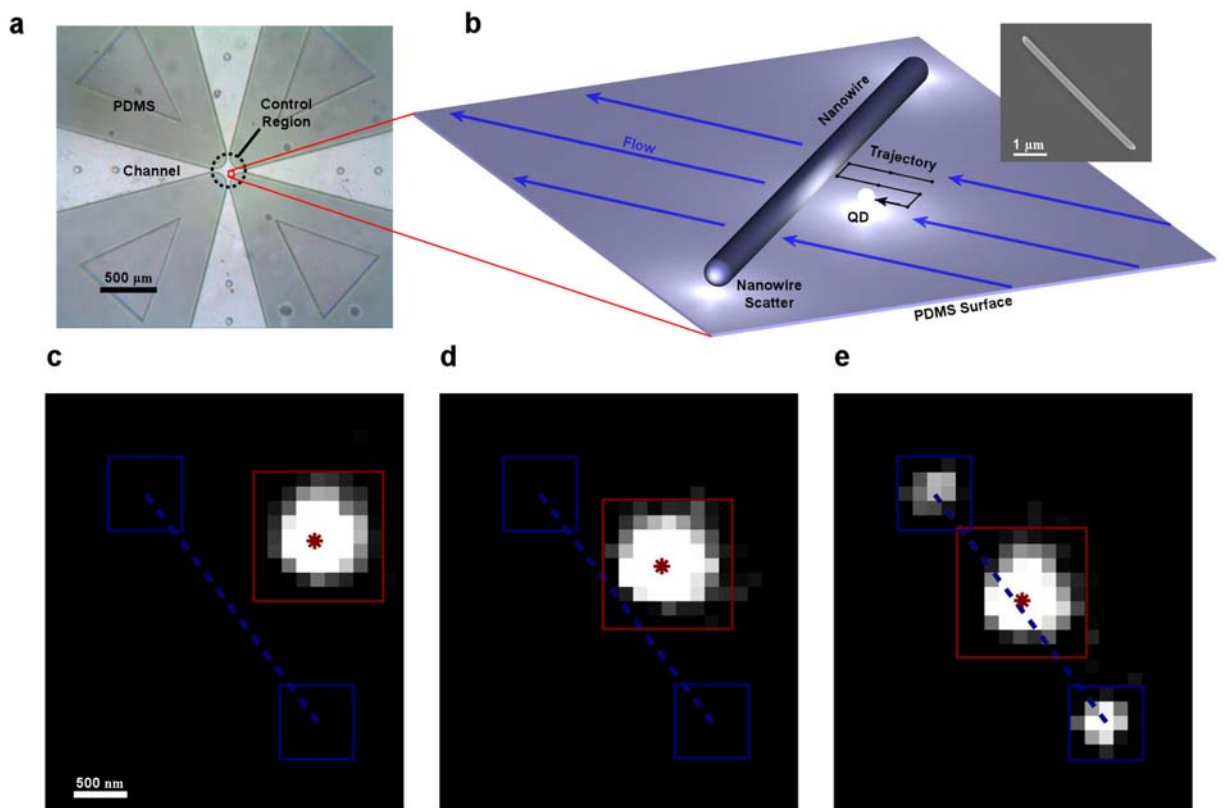 a
PDMS
Control
Region
Channel
500 µm
b
Nanowire
1 µm
Flow
Trajectory
QD
Nanowire
Scatter
PDMS Surface
c
d
e
500 nm